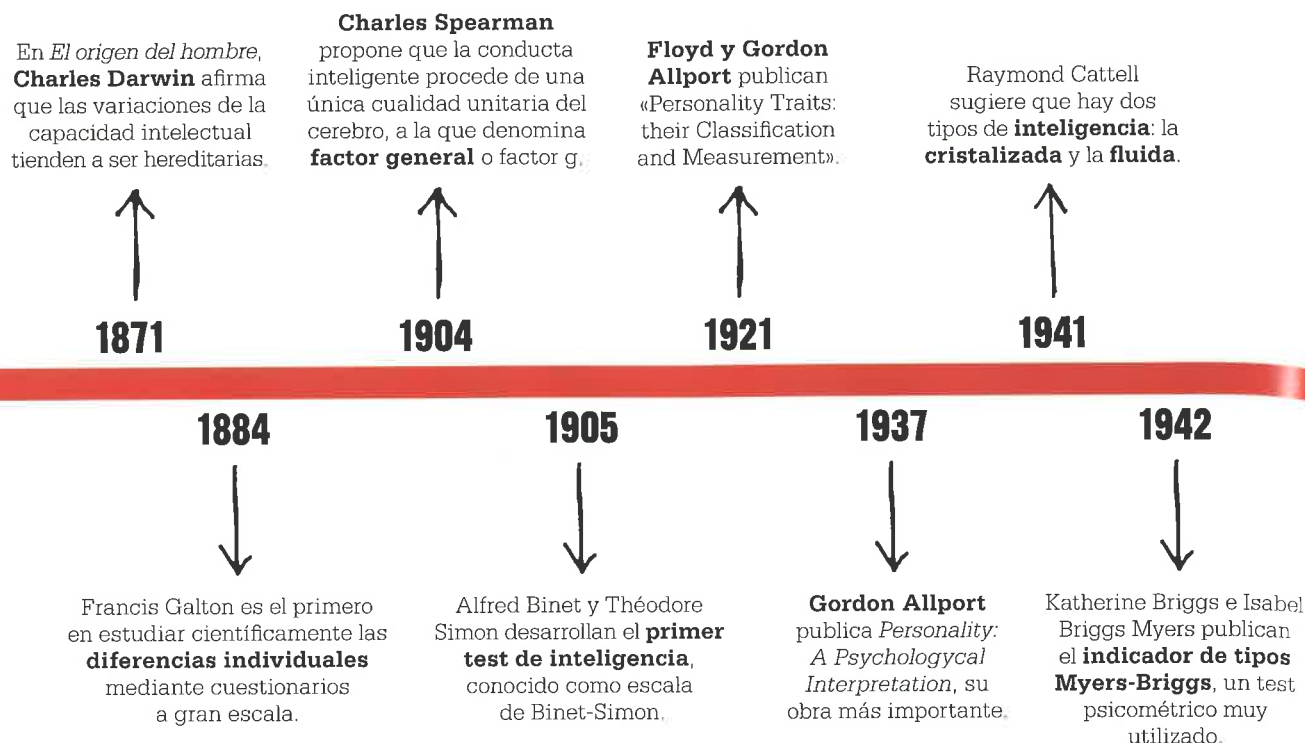 En El origen del hombre,
Charles Darwin afirma
que las variaciones de la
capacidad intelectual
tienden a ser hereditarias.
Charles Spearman
propone que la conducta
inteligente procede de una
única cualidad unitaria del
cerebro, a la que denomina
factor general o factor g.
Floyd y Gordon
Allport publican
«Personality Traits:
their Classification
and Measurement».
Raymond Cattell
sugiere que hay dos
tipos de inteligencia: la
cristalizada y la fluida.
1871
1904
1921
1941
1884
1905
1937
1942
Francis Galton es el primero
en estudiar científicamente las
diferencias individuales
mediante cuestionarios
a gran escala.
Alfred Binet y Théodore
Simon desarrollan el primer
test de inteligencia,
conocido como escala
de Binet-Simon.
Gordon Allport
publica Personality:
A Psychologycal
Interpretation, su
obra más importante.
Katherine Briggs e Isabel
Briggs Myers publican
el indicador de tipos
Myers-Briggs, un test
psicométrico muy
utilizado.